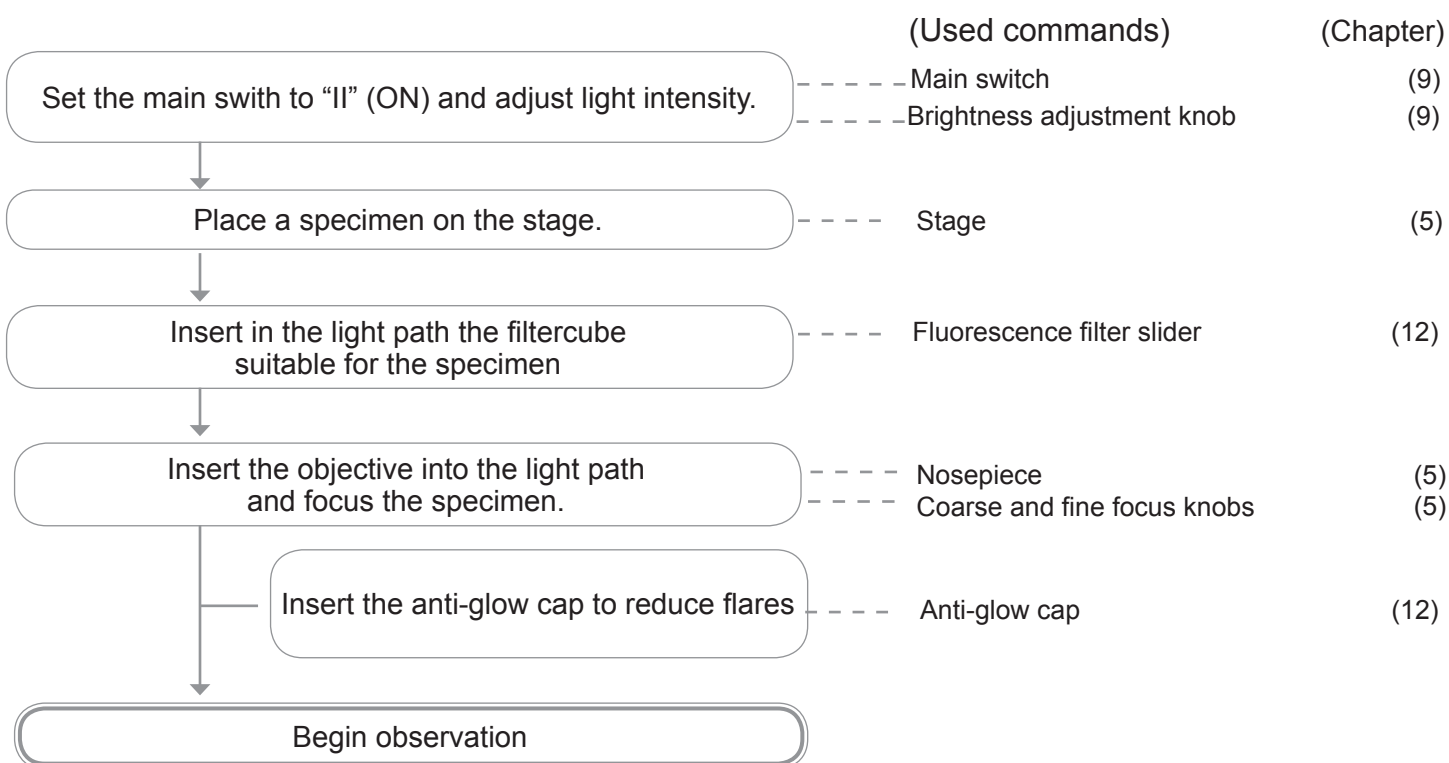 (Used commands) (Chapter)
Set the main swith to “II” (ON) and adjust light intensity.
Main switch (9)
Brightness adjustment knob (9)
Place a specimen on the stage.
Stage (5)
Insert in the light path the filtercube
suitable for the specimen
Fluorescence filter slider (12)
Insert the objective into the light path
and focus the specimen.
Nosepiece (5)
Coarse and fine focus knobs (5)
Insert the anti-glow cap to reduce flares
Anti-glow cap (12)
Begin observation